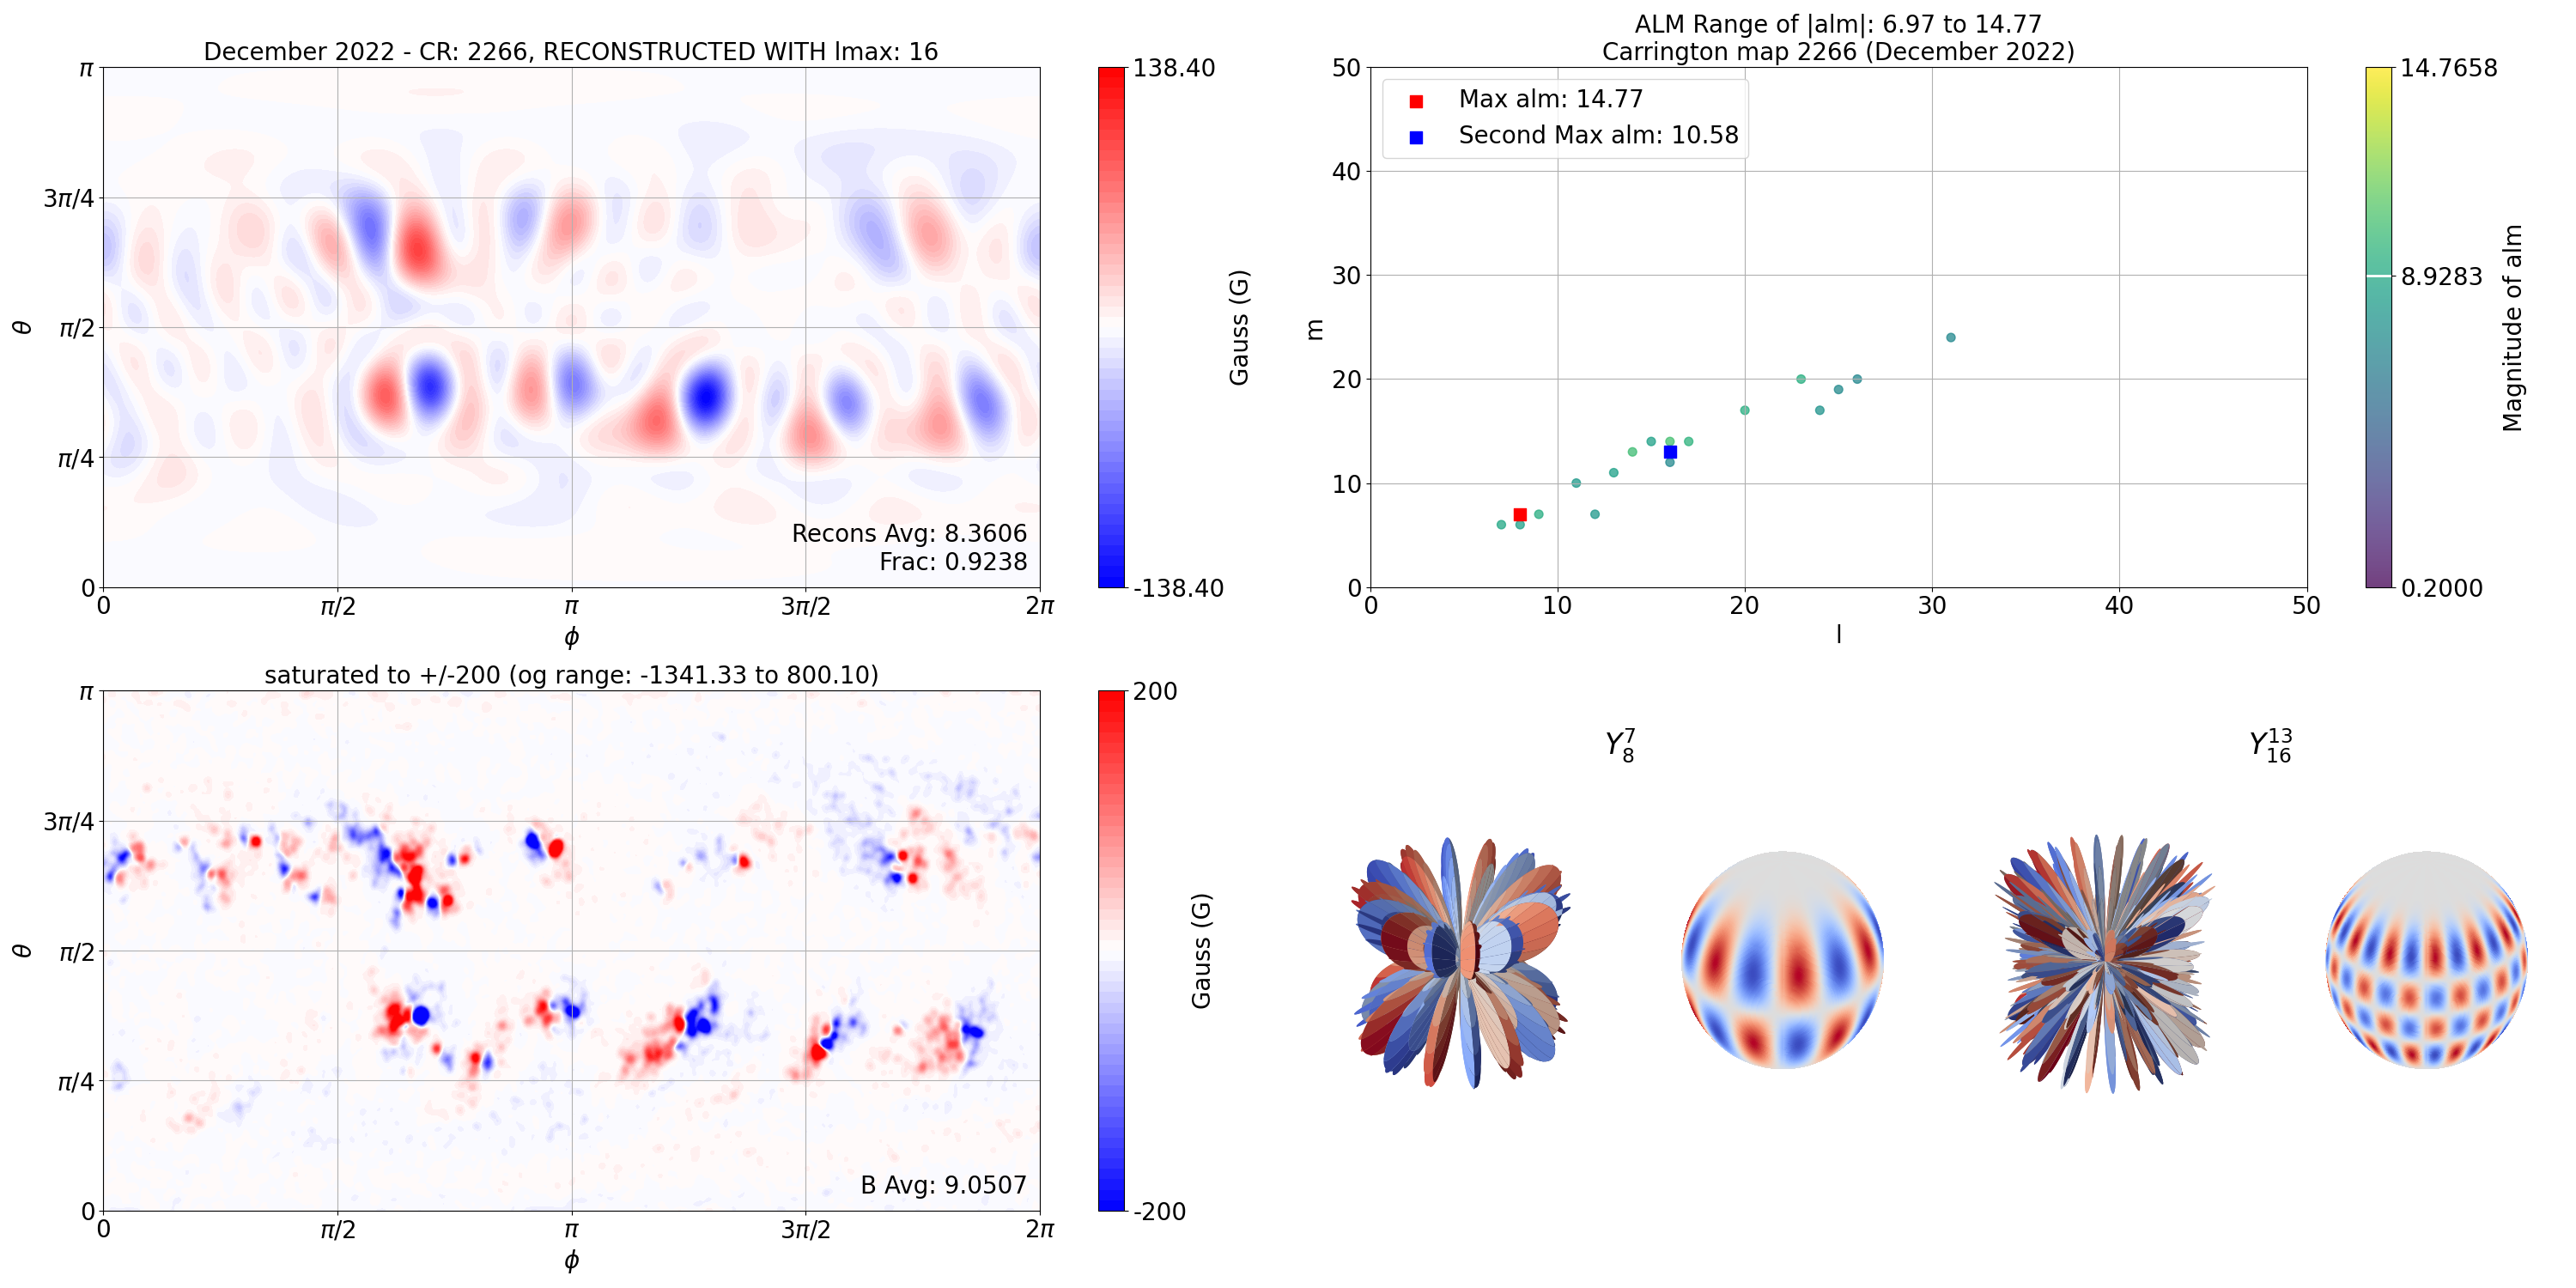 December 2022 - CR: 2266, RECONSTRUCTED WITH lmax: 16
π
3π/4
π/2
π/4
0
θ
0 π/2 π 3π/2 2π
ϕ
Recons Avg: 8.3606
Frac: 0.9238
138.40
-138.40
Gauss (G)
ALM Range of |alm|: 6.97 to 14.77
Carrington map 2266 (December 2022)
Max alm: 14.77
Second Max alm: 10.58
50
40
30
20
10
0
m
0 10 20 30 40 50
l
14.7658
8.9283
0.2000
Magnitude of alm
saturated to +/-200 (og range: -1341.33 to 800.10)
π
3π/4
π/2
π/4
0
θ
0 π/2 π 3π/2 2π
ϕ
B Avg: 9.0507
200
-200
Gauss (G)
Y_8^7
Y_16^13